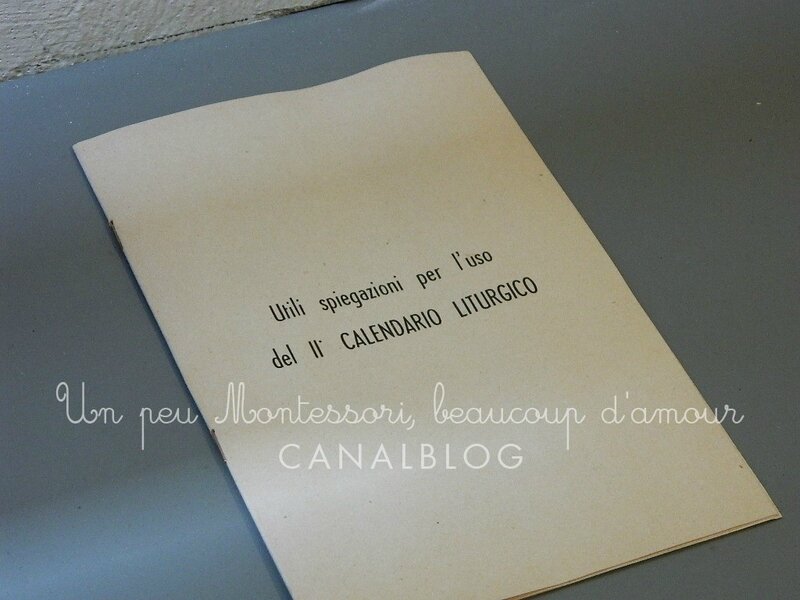 Utili spiegazioni per l'uso
del II° CALENDARIO LITURGICO
Un peu Montessori, beaucoup d'amour
CANALBLOG